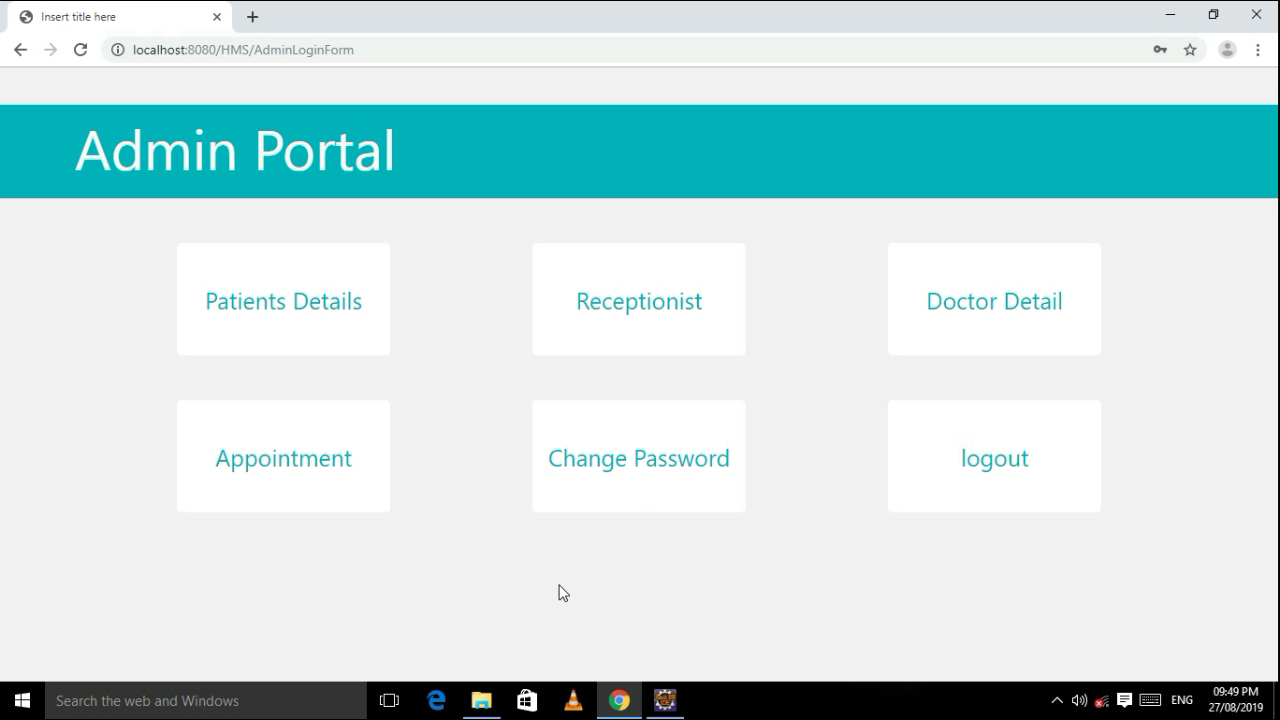 Insert title here
localhost:8080/HMS/AdminLoginForm
Admin Portal
Patients Details
Receptionist
Doctor Detail
Appointment
Change Password
logout
Search the web and Windows
ENG
09:49 PM
27/08/2019